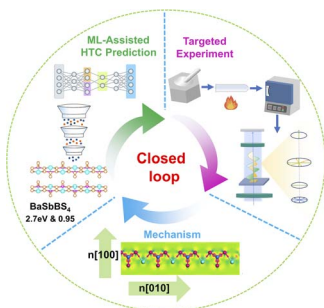 ML-Assisted
HTC Prediction
Targeted
Experiment
BaSbBS₄
2.7eV & 0.95
Closed
loop
Mechanism
n[100]
n[010]